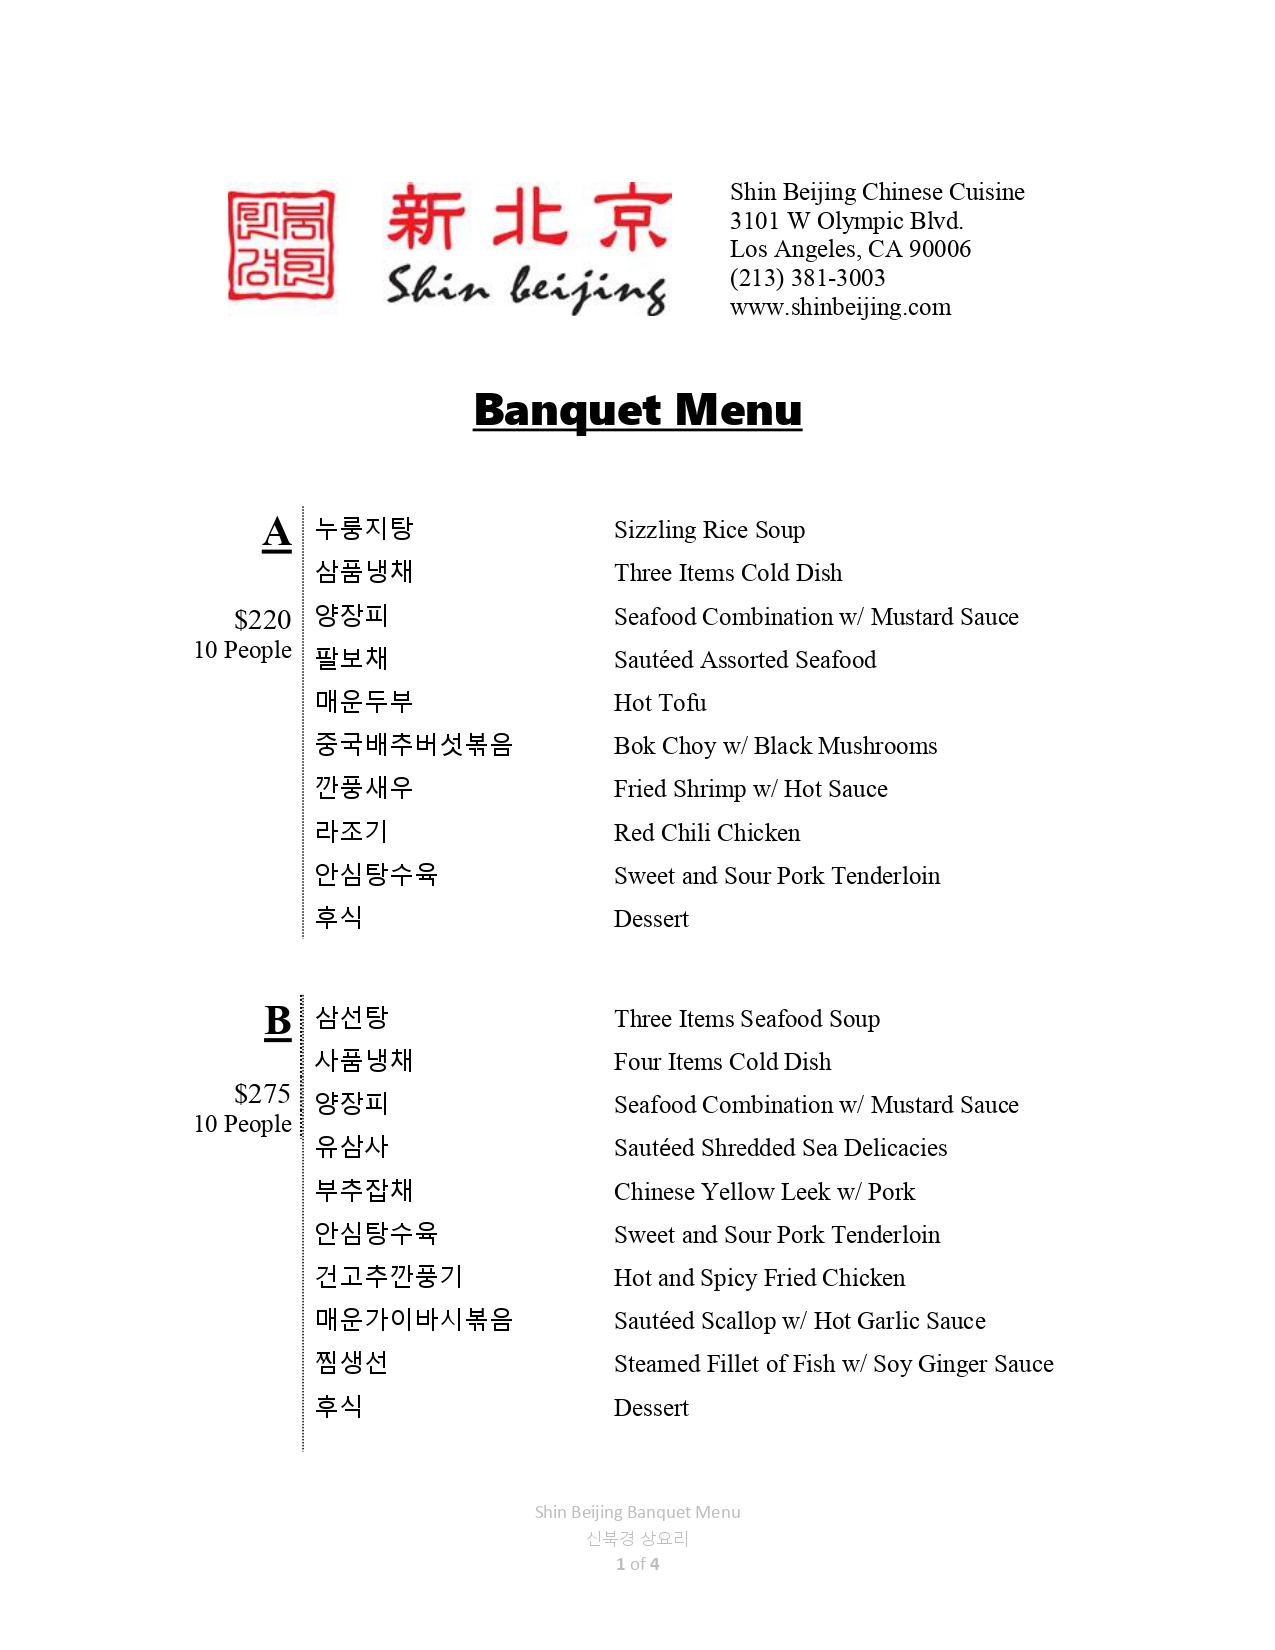 신북경인
新北京
Shin beijing
Shin Beijing Chinese Cuisine
3101 W Olympic Blvd.
Los Angeles, CA 90006
(213) 381-3003
www.shinbeijing.com
Banquet Menu
A
$220
10 People
누룽지탕 Sizzling Rice Soup
삼품냉채 Three Items Cold Dish
양장피 Seafood Combination w/ Mustard Sauce
팔보채 Sautéed Assorted Seafood
매운두부 Hot Tofu
중국배추버섯볶음 Bok Choy w/ Black Mushrooms
깐풍새우 Fried Shrimp w/ Hot Sauce
라조기 Red Chili Chicken
안심탕수육 Sweet and Sour Pork Tenderloin
후식 Dessert
B
$275
10 People
삼선탕 Three Items Seafood Soup
사품냉채 Four Items Cold Dish
양장피 Seafood Combination w/ Mustard Sauce
유삼사 Sautéed Shredded Sea Delicacies
부추잡채 Chinese Yellow Leek w/ Pork
안심탕수육 Sweet and Sour Pork Tenderloin
건고추깐풍기 Hot and Spicy Fried Chicken
매운가이바시볶음 Sautéed Scallop w/ Hot Garlic Sauce
찜생선 Steamed Fillet of Fish w/ Soy Ginger Sauce
후식 Dessert
Shin Beijing Banquet Menu
신북경 상요리
1 of 4